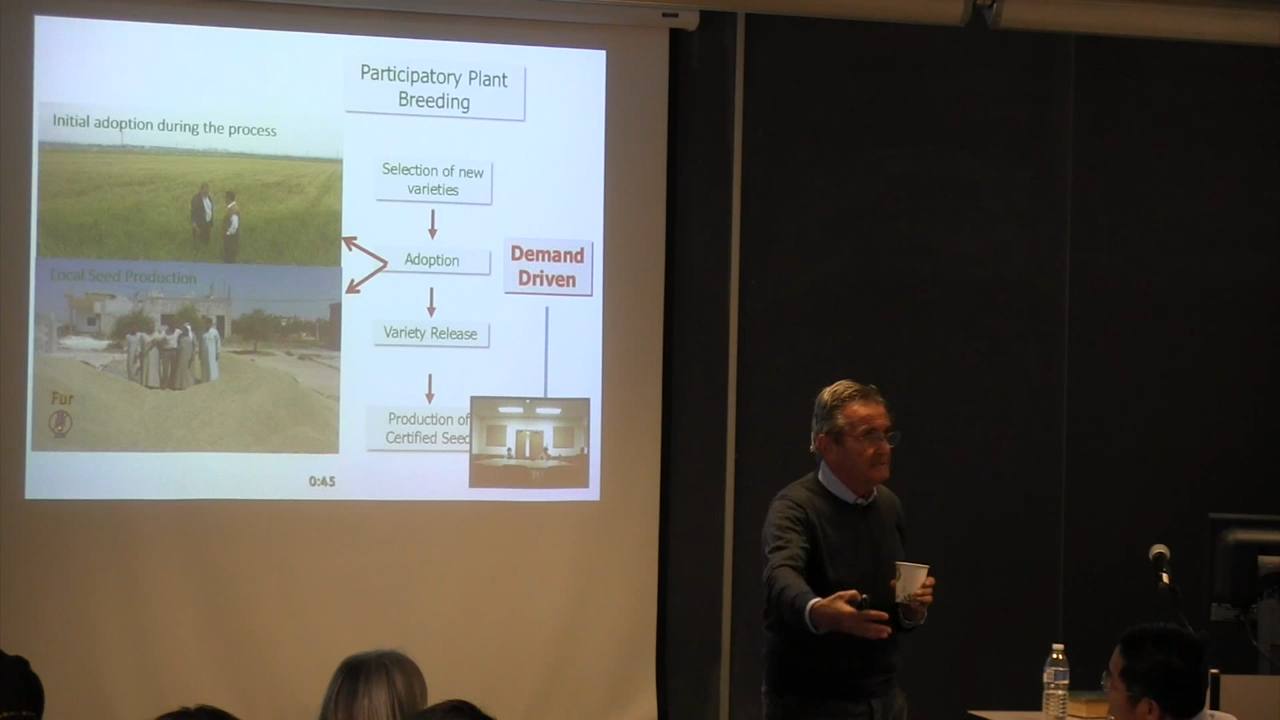 Participatory Plant
Breeding
Initial adoption during the process
Selection of new
varieties
Adoption
Demand
Driven
Local Seed Production
Variety Release
Fur
Production of
Certified Seed
0:45